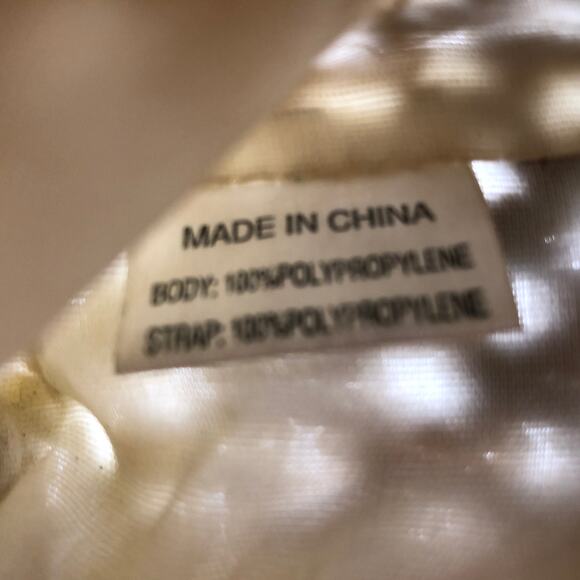 MADE IN CHINA
BODY: 100%POLYPROPYLENE
STRAP: 100%POLYPROPYLENE